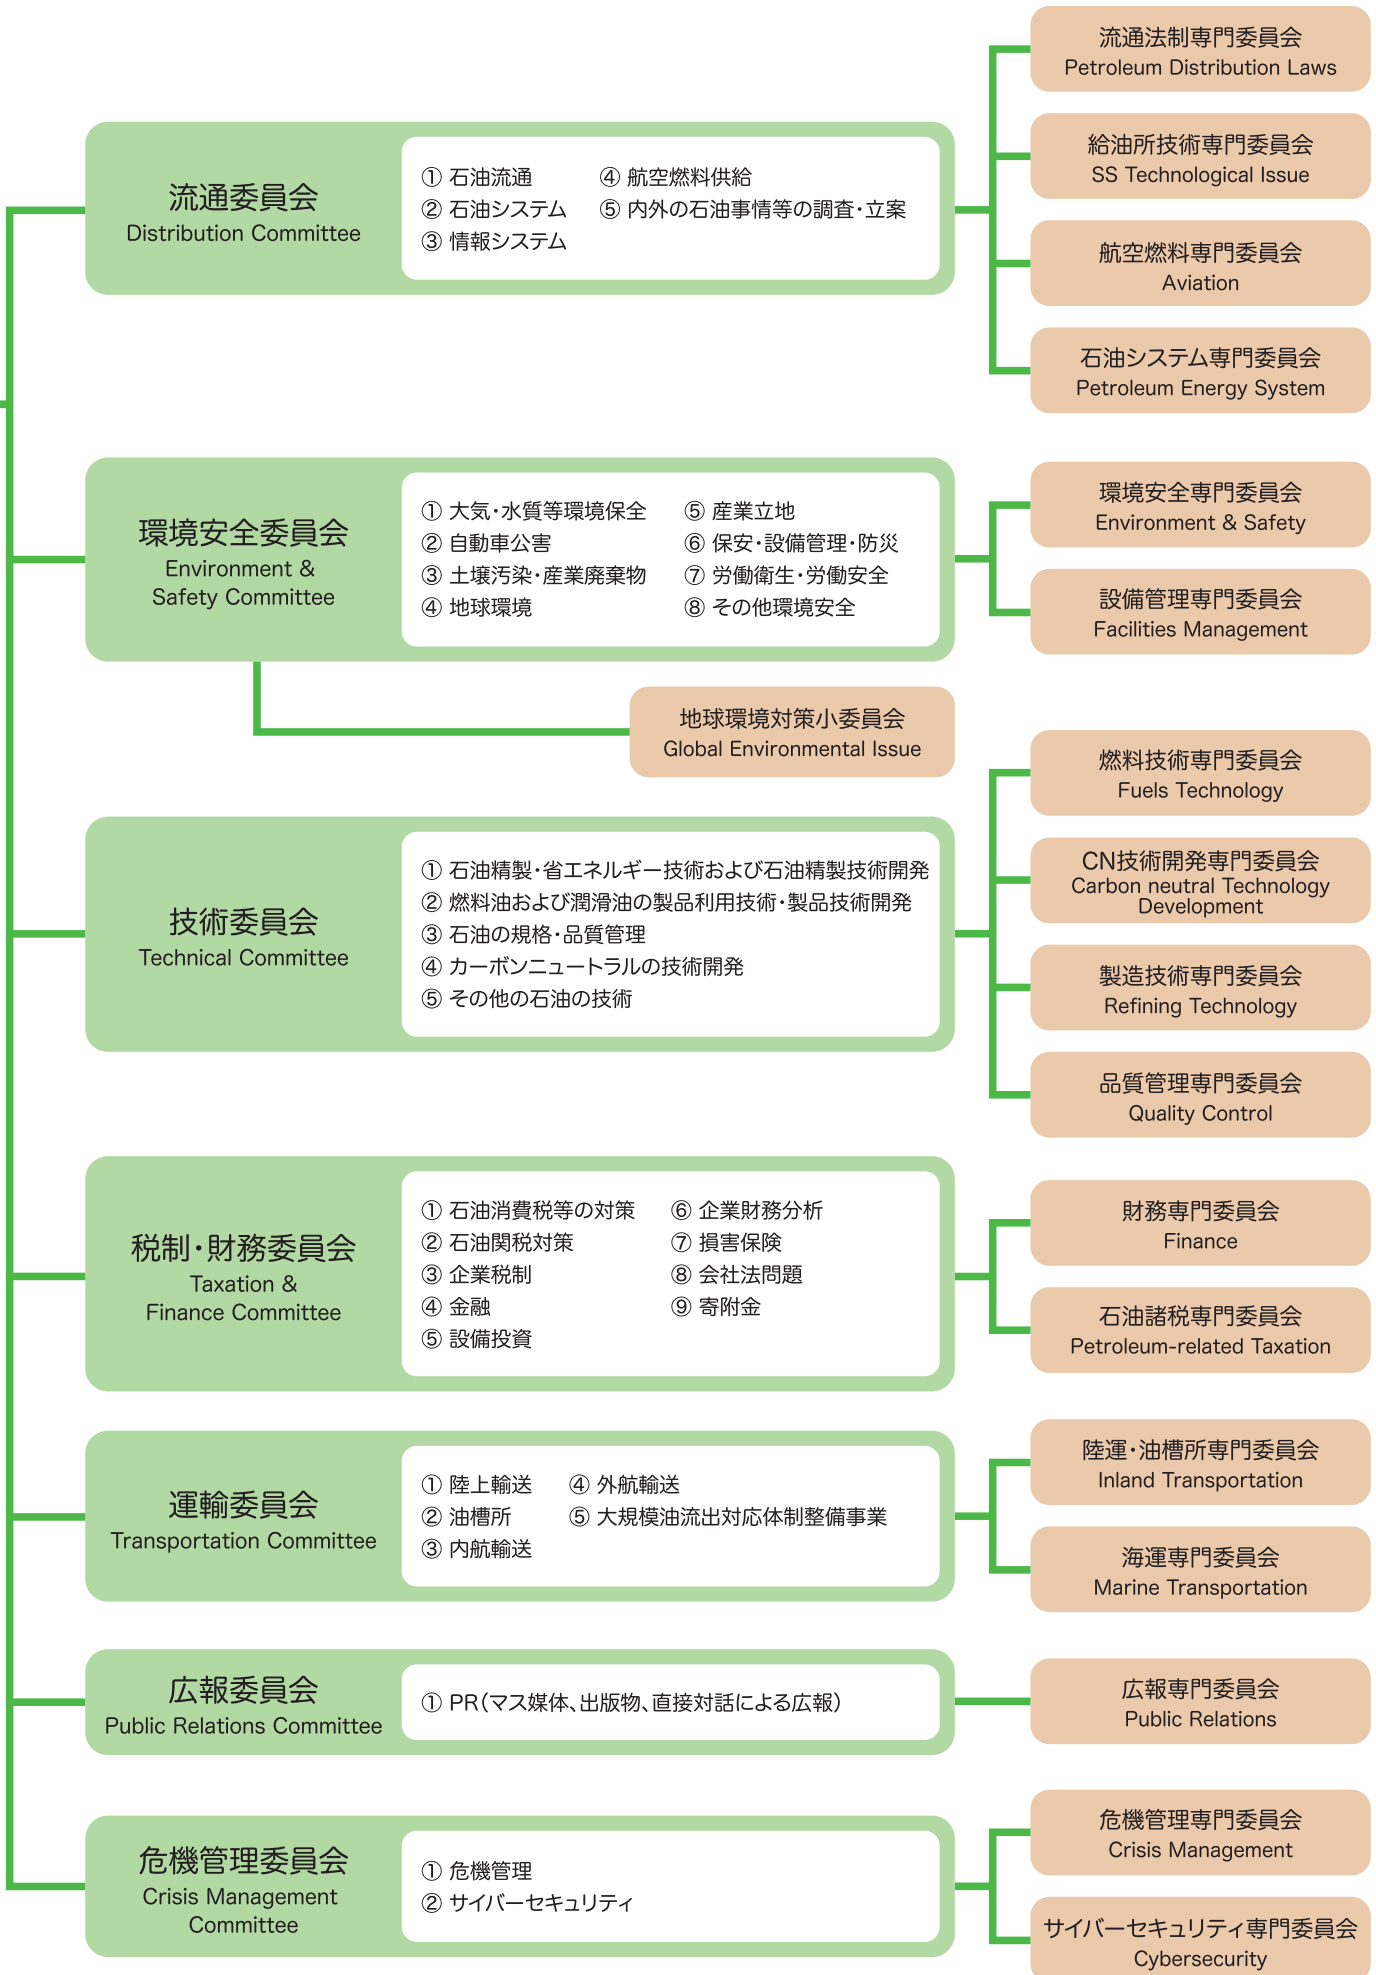 流通委員会
Distribution Committee
① 石油流通
② 石油システム
③ 情報システム
④ 航空燃料供給
⑤ 内外の石油事情等の調査・立案
流通法制専門委員会
Petroleum Distribution Laws
給油所技術専門委員会
SS Technological Issue
航空燃料専門委員会
Aviation
石油システム専門委員会
Petroleum Energy System
環境安全委員会
Environment &
Safety Committee
① 大気・水質等環境保全
② 自動車公害
③ 土壌汚染・産業廃棄物
④ 地球環境
⑤ 産業立地
⑥ 保安・設備管理・防災
⑦ 労働衛生・労働安全
⑧ その他環境安全
環境安全専門委員会
Environment & Safety
設備管理専門委員会
Facilities Management
地球環境対策小委員会
Global Environmental Issue
技術委員会
Technical Committee
① 石油精製・省エネルギー技術および石油精製技術開発
② 燃料油および潤滑油の製品利用技術・製品技術開発
③ 石油の規格・品質管理
④ カーボンニュートラルの技術開発
⑤ その他の石油の技術
燃料技術専門委員会
Fuels Technology
CN技術開発専門委員会
Carbon neutral Technology
Development
製造技術専門委員会
Refining Technology
品質管理専門委員会
Quality Control
税制・財務委員会
Taxation &
Finance Committee
① 石油消費税等の対策
② 石油関税対策
③ 企業税制
④ 金融
⑤ 設備投資
⑥ 企業財務分析
⑦ 損害保険
⑧ 会社法問題
⑨ 寄附金
財務専門委員会
Finance
石油諸税専門委員会
Petroleum-related Taxation
運輸委員会
Transportation Committee
① 陸上輸送
② 油槽所
③ 内航輸送
④ 外航輸送
⑤ 大規模油流出対応体制整備事業
陸運・油槽所専門委員会
Inland Transportation
海運専門委員会
Marine Transportation
広報委員会
Public Relations Committee
① PR（マス媒体、出版物、直接対話による広報）
広報専門委員会
Public Relations
危機管理委員会
Crisis Management
Committee
① 危機管理
② サイバーセキュリティ
危機管理専門委員会
Crisis Management
サイバーセキュリティ専門委員会
Cybersecurity